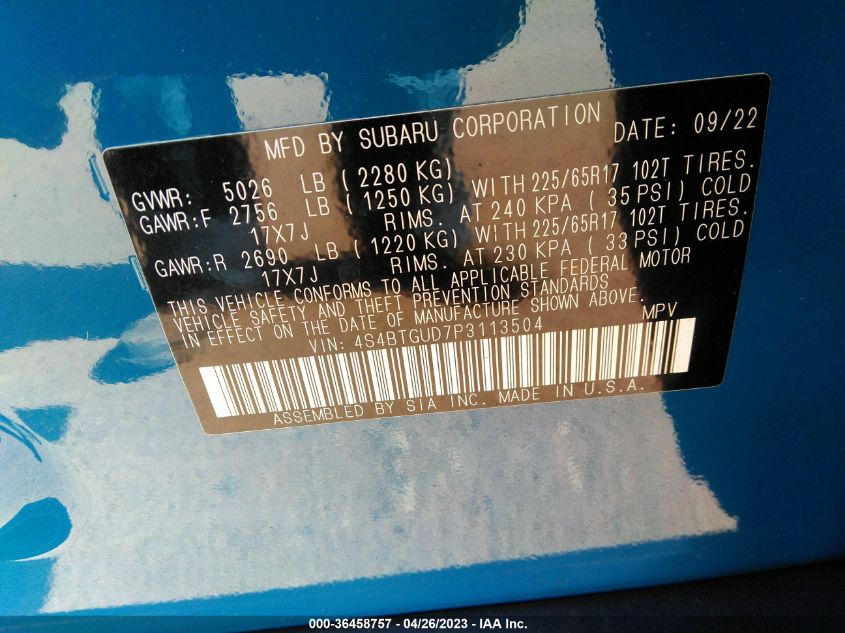 MFD BY SUBARU CORPORATION DATE: 09/22
GVWR: 5026 LB ( 2280 KG)
GAWR:F 2756 LB ( 1250 KG) WITH 225/65R17 102T TIRES.
17X7J RIMS. AT 240 KPA ( 35 PSI) COLD
GAWR:R 2690 LB ( 1220 KG) WITH 225/65R17 102T TIRES.
17X7J RIMS. AT 230 KPA ( 33 PSI) COLD
THIS VEHICLE CONFORMS TO ALL APPLICABLE FEDERAL MOTOR
VEHICLE SAFETY AND THEFT PREVENTION STANDARDS
IN EFFECT ON THE DATE OF MANUFACTURE SHOWN ABOVE.
VIN: 4S4BTGUD7P3113504 MPV
ASSEMBLED BY SIA INC. MADE IN U.S.A.
000-36458757 - 04/26/2023 - IAA Inc.